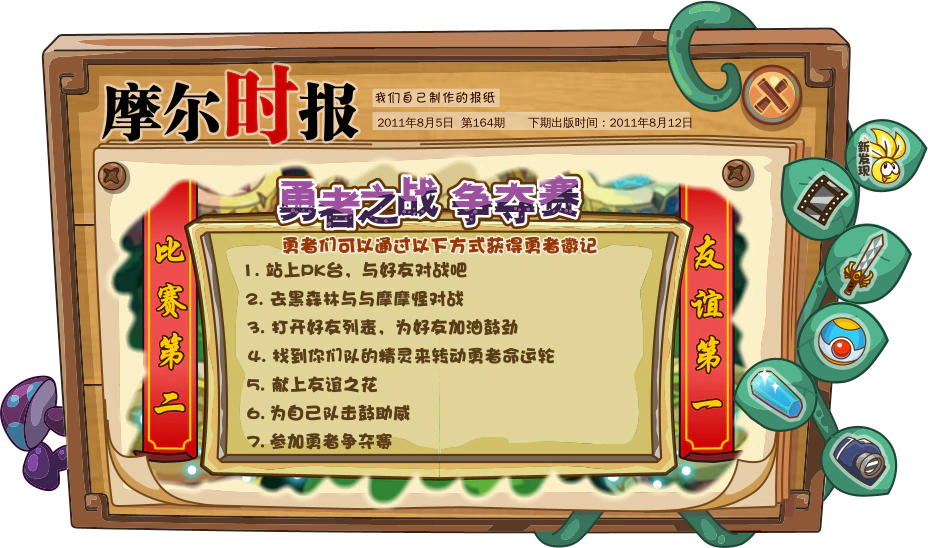 摩尔时报
我们自己制作的报纸
2011年8月5日 第164期 下期出版时间：2011年8月12日
新发现
勇者之战 争夺赛
友谊第一
比赛第二
勇者们可以通过以下方式获得勇者徽记
1. 站上PK台，与好友对战吧
2. 去黑森林与与摩摩怪对战
3. 打开好友列表，为好友加油鼓劲
4. 找到你们队的精灵来转动勇者命运轮
5. 献上友谊之花
6. 为自己队击鼓助威
7. 参加勇者争夺赛